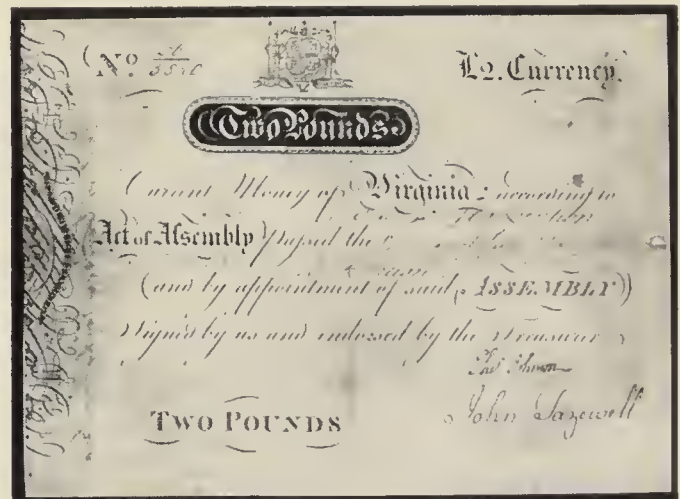 No
£2. Currency.
Two Pounds
Curant Money of Virginia: according to
Act of Assembly Passed the
(and by appointment of said ASSEMBLY)
Signed by us and endorsed by the Treasurer
TWO POUNDS
John Tazewell